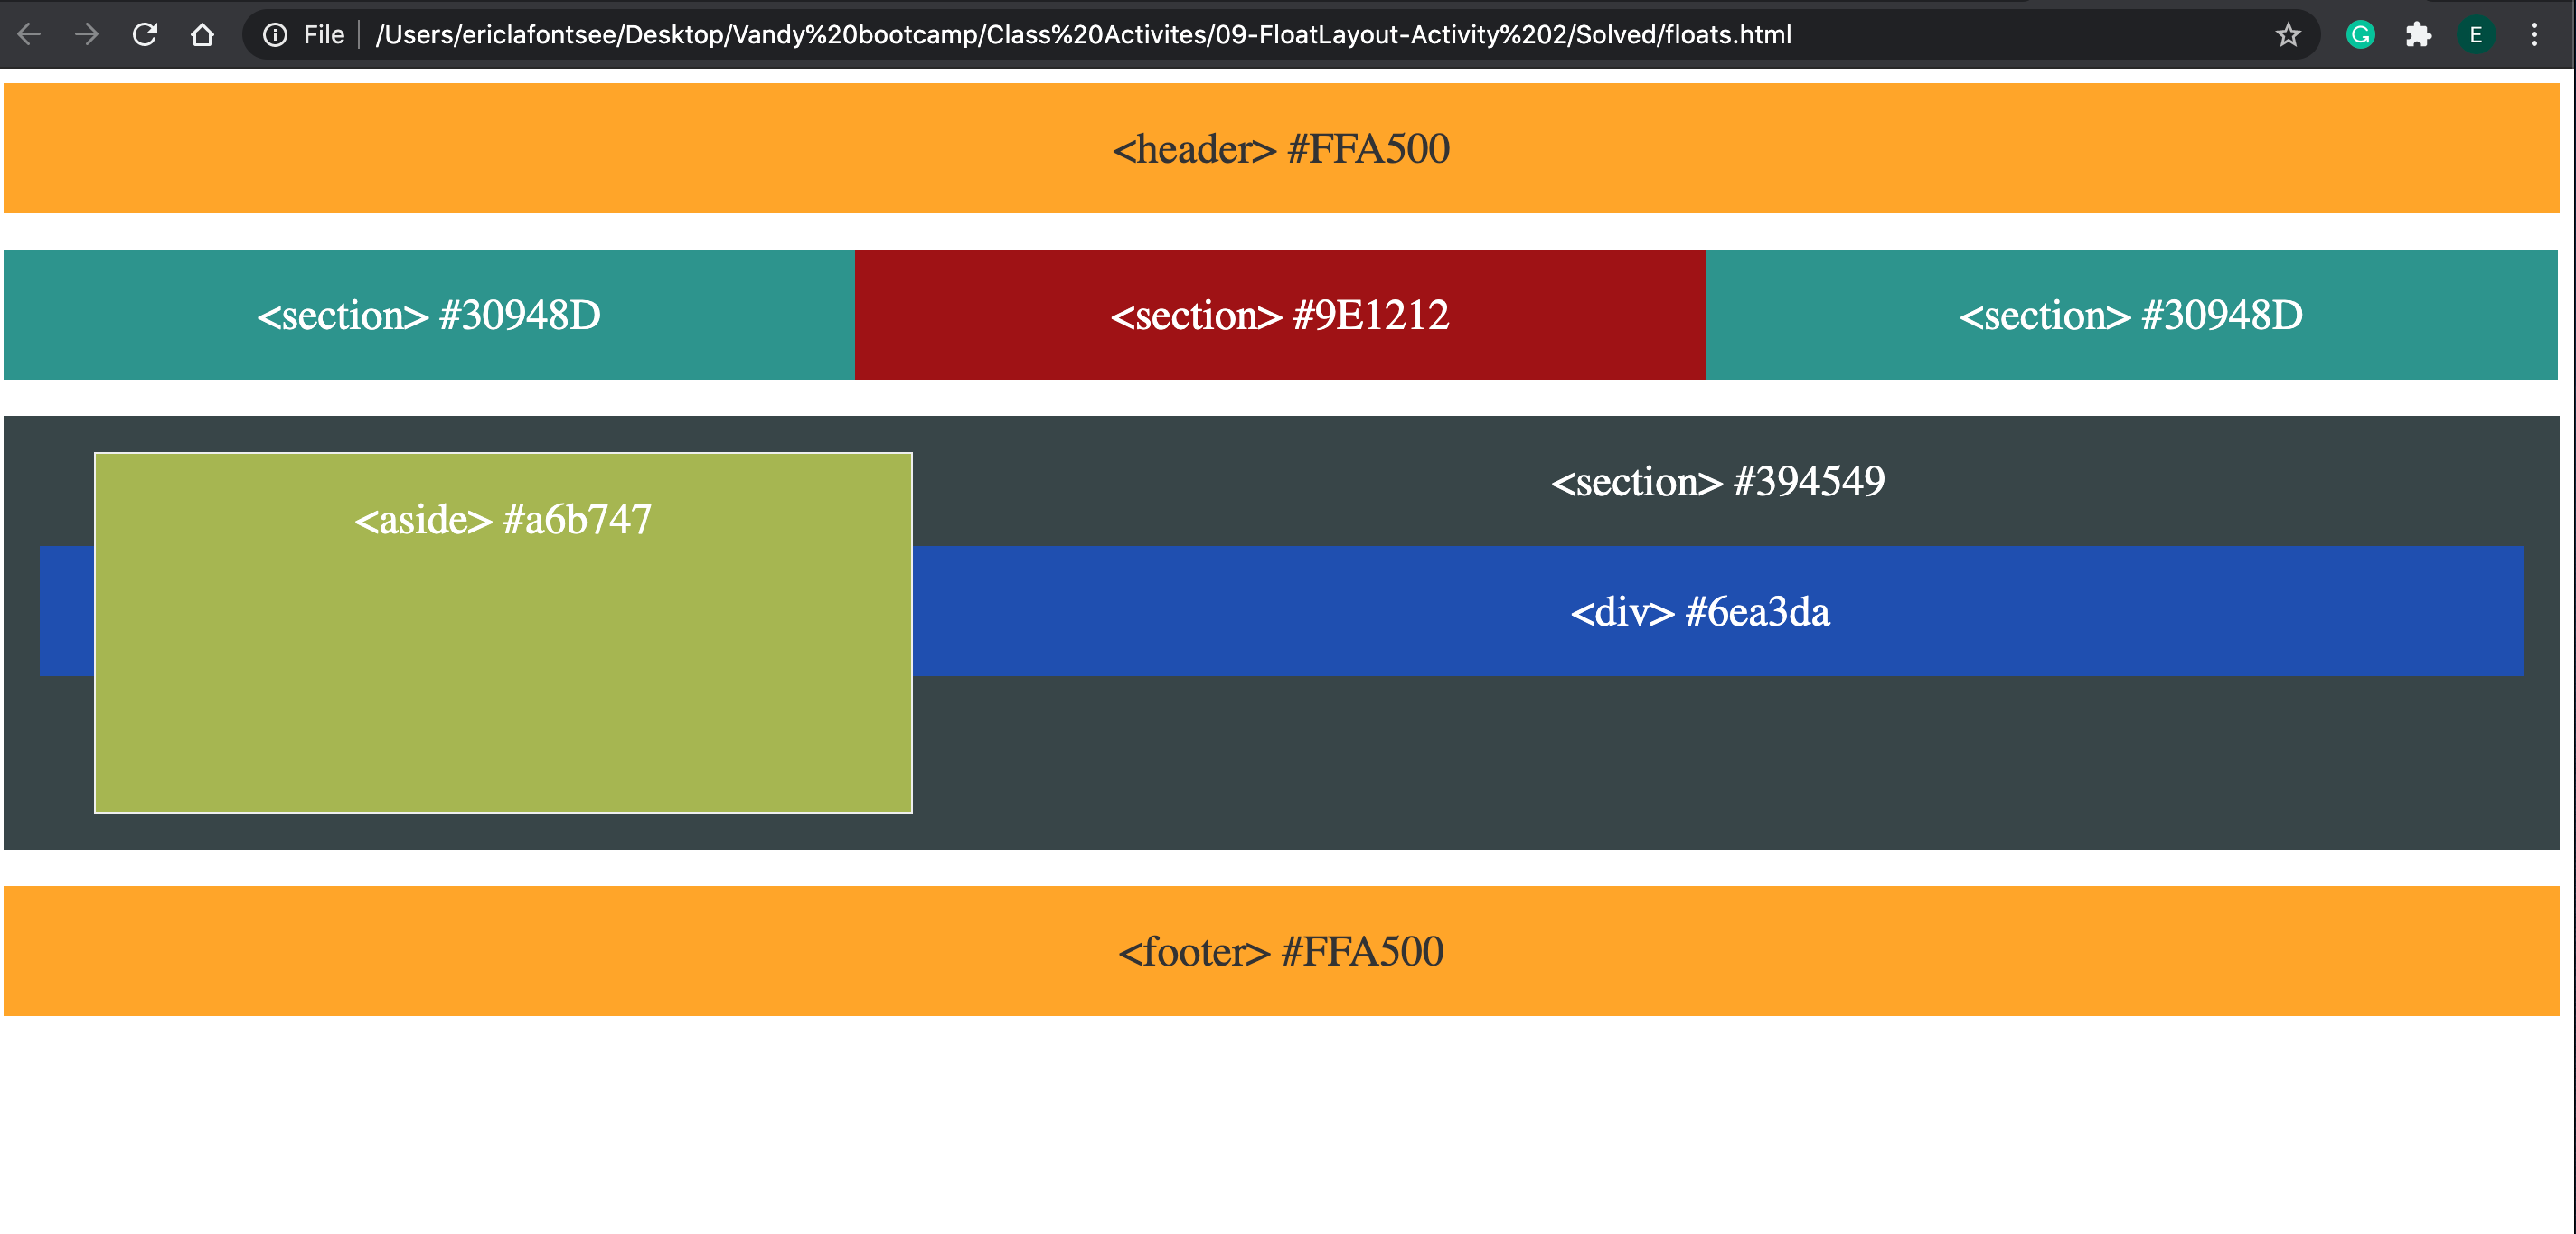 File /Users/ericlafontsee/Desktop/Vandy%20bootcamp/Class%20Activites/09-FloatLayout-Activity%202/Solved/floats.html
G
E
<header> #FFA500
<section> #30948D
<section> #9E1212
<section> #30948D
<section> #394549
<aside> #a6b747
<div> #6ea3da
<footer> #FFA500